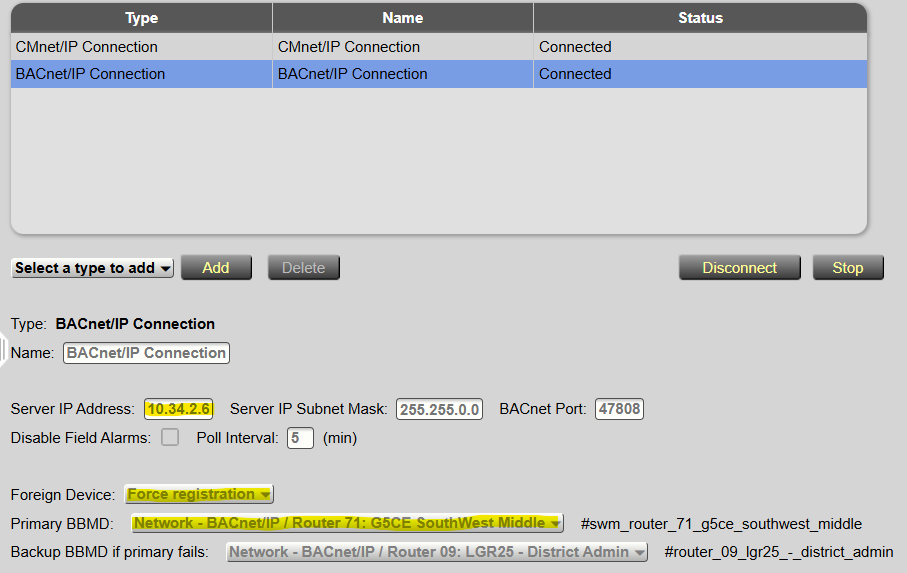 Type Name Status
CMnet/IP Connection CMnet/IP Connection Connected
BACnet/IP Connection BACnet/IP Connection Connected
Select a type to add Add Delete Disconnect Stop
Type: BACnet/IP Connection
Name: BACnet/IP Connection
Server IP Address: 10.34.2.6 Server IP Subnet Mask: 255.255.0.0 BACnet Port: 47808
Disable Field Alarms: Poll Interval: 5 (min)
Foreign Device: Force registration
Primary BBMD: Network - BACnet/IP / Router 71: G5CE SouthWest Middle #swm_router_71_g5ce_southwest_middle
Backup BBMD if primary fails: Network - BACnet/IP / Router 09: LGR25 - District Admin #router_09_lgr25_-_district_admin